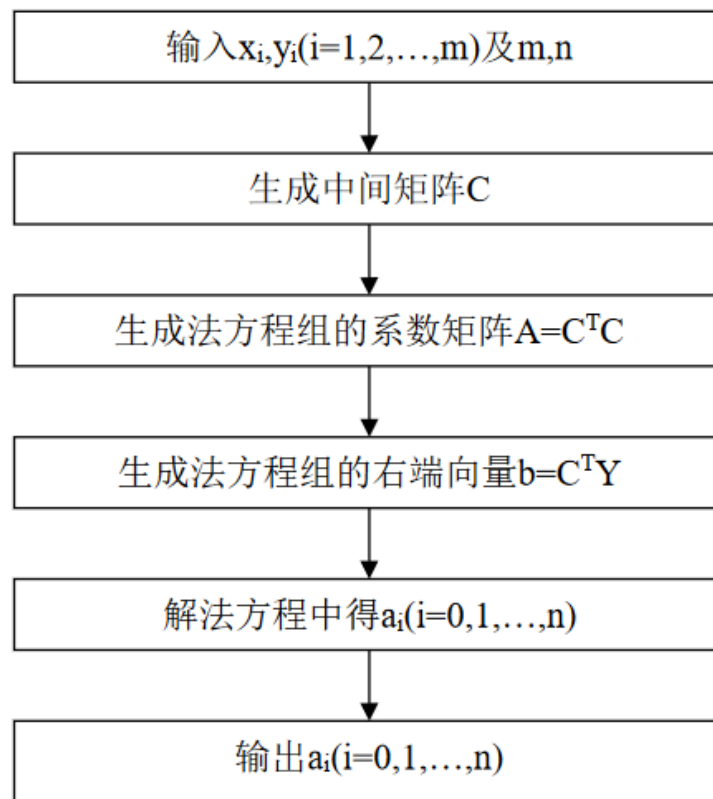 输入xᵢ,yᵢ(i=1,2,…,m)及m,n
生成中间矩阵C
生成法方程组的系数矩阵A=CᵀC
生成法方程组的右端向量b=CᵀY
解法方程中得aᵢ(i=0,1,…,n)
输出aᵢ(i=0,1,…,n)